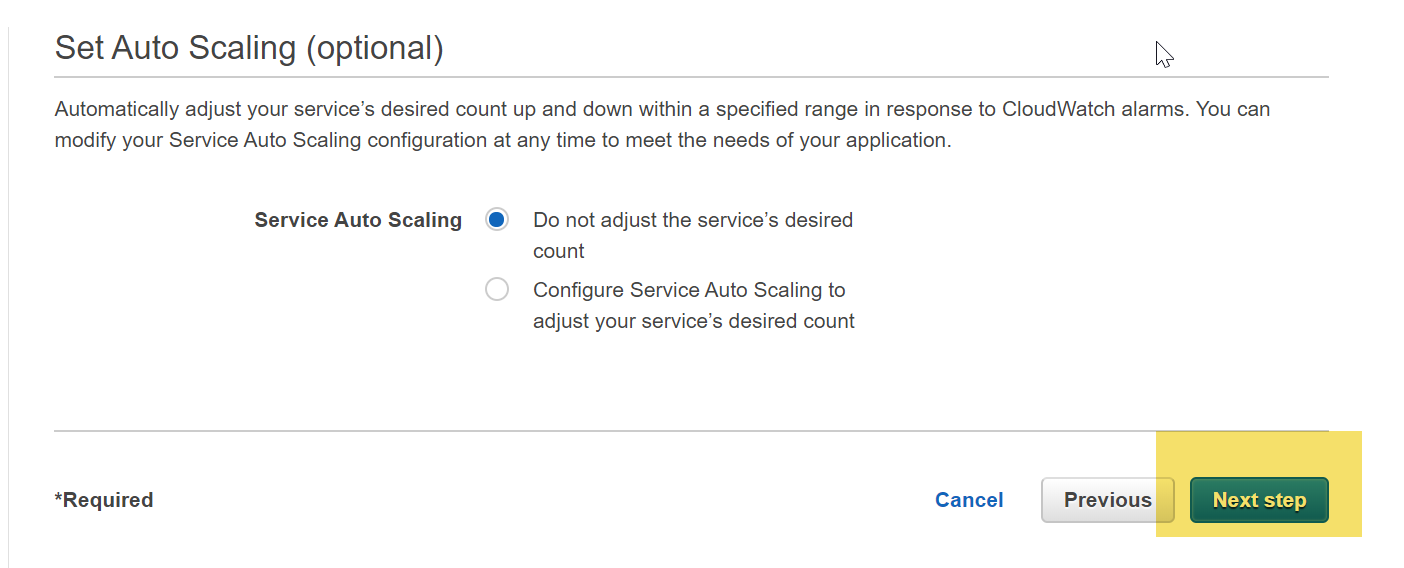 Set Auto Scaling (optional)
Automatically adjust your service’s desired count up and down within a specified range in response to CloudWatch alarms. You can
modify your Service Auto Scaling configuration at any time to meet the needs of your application.
Service Auto Scaling
Do not adjust the service’s desired
count
Configure Service Auto Scaling to
adjust your service’s desired count
*Required
Cancel
Previous
Next step